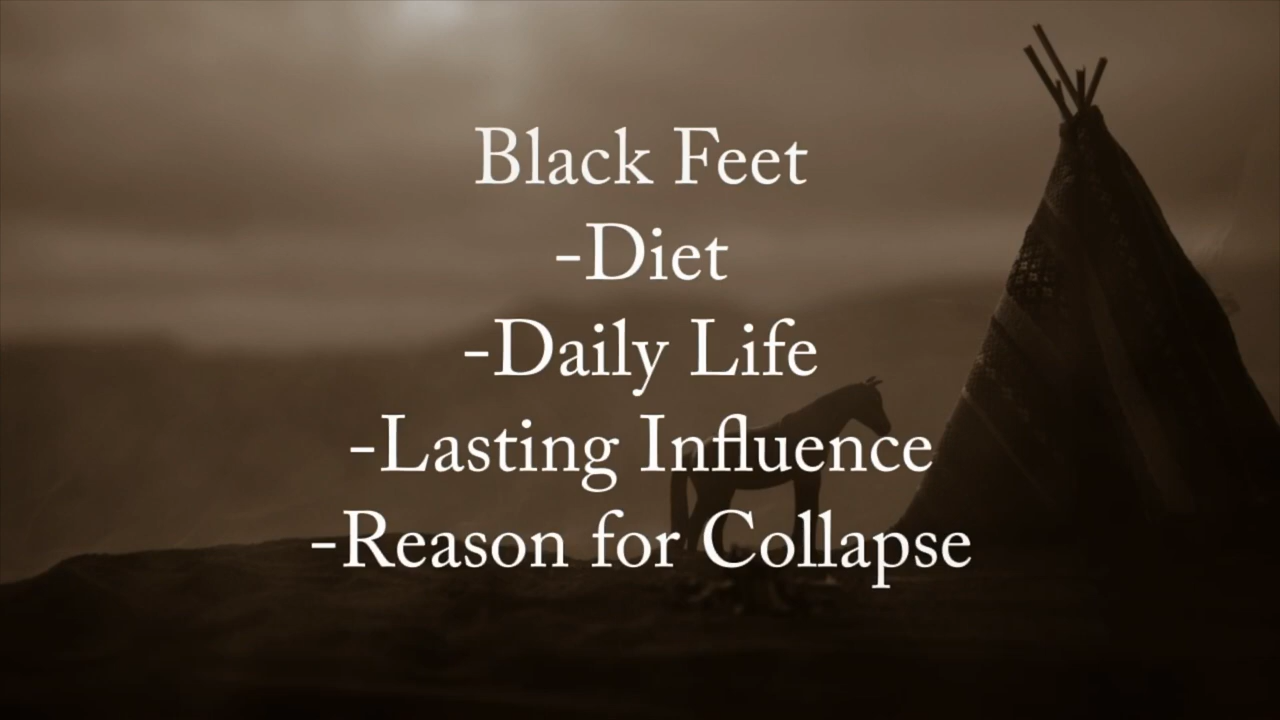 Black Feet
-Diet
-Daily Life
-Lasting Influence
-Reason for Collapse